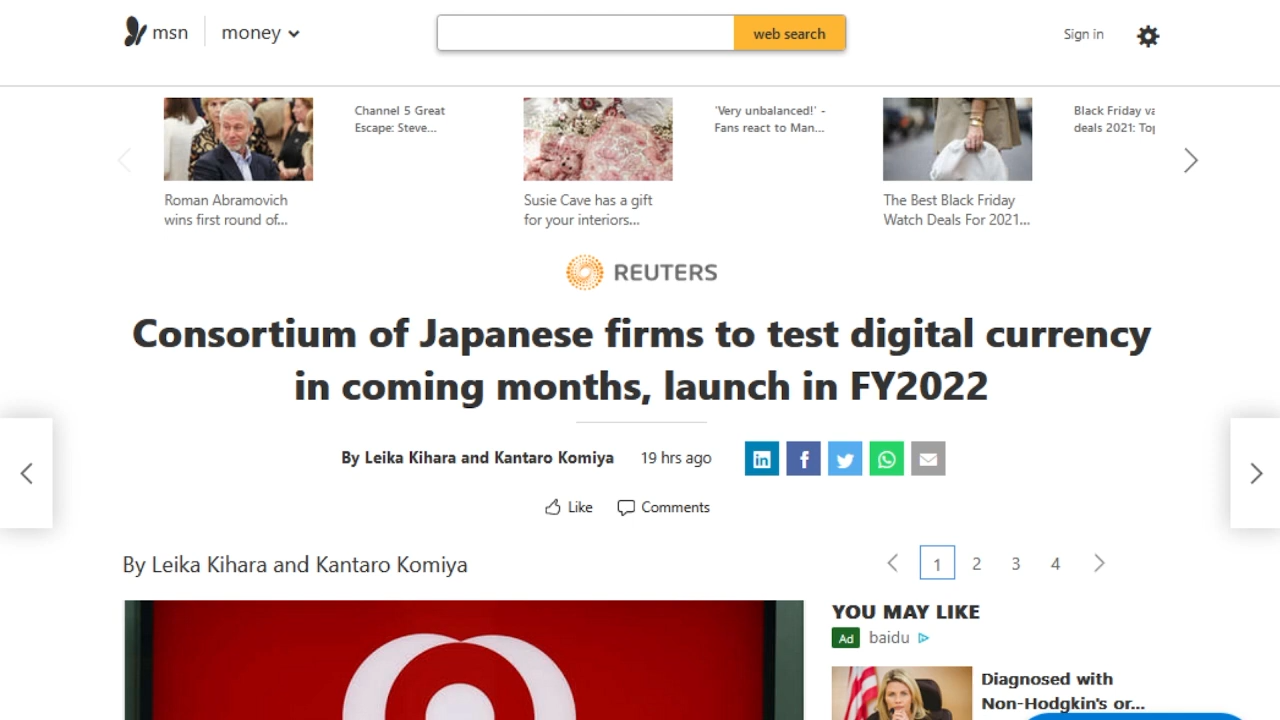 msn
money
web search
Sign in
Channel 5 Great
Escape: Steve...
'Very unbalanced!' -
Fans react to Man...
Black Friday va
deals 2021: Top
Roman Abramovich
wins first round of...
Susie Cave has a gift
for your interiors...
The Best Black Friday
Watch Deals For 2021...
REUTERS
Consortium of Japanese firms to test digital currency
in coming months, launch in FY2022
By Leika Kihara and Kantaro Komiya
19 hrs ago
Like
Comments
By Leika Kihara and Kantaro Komiya
1 2 3 4
YOU MAY LIKE
Ad baidu
Diagnosed with
Non-Hodgkin's or...